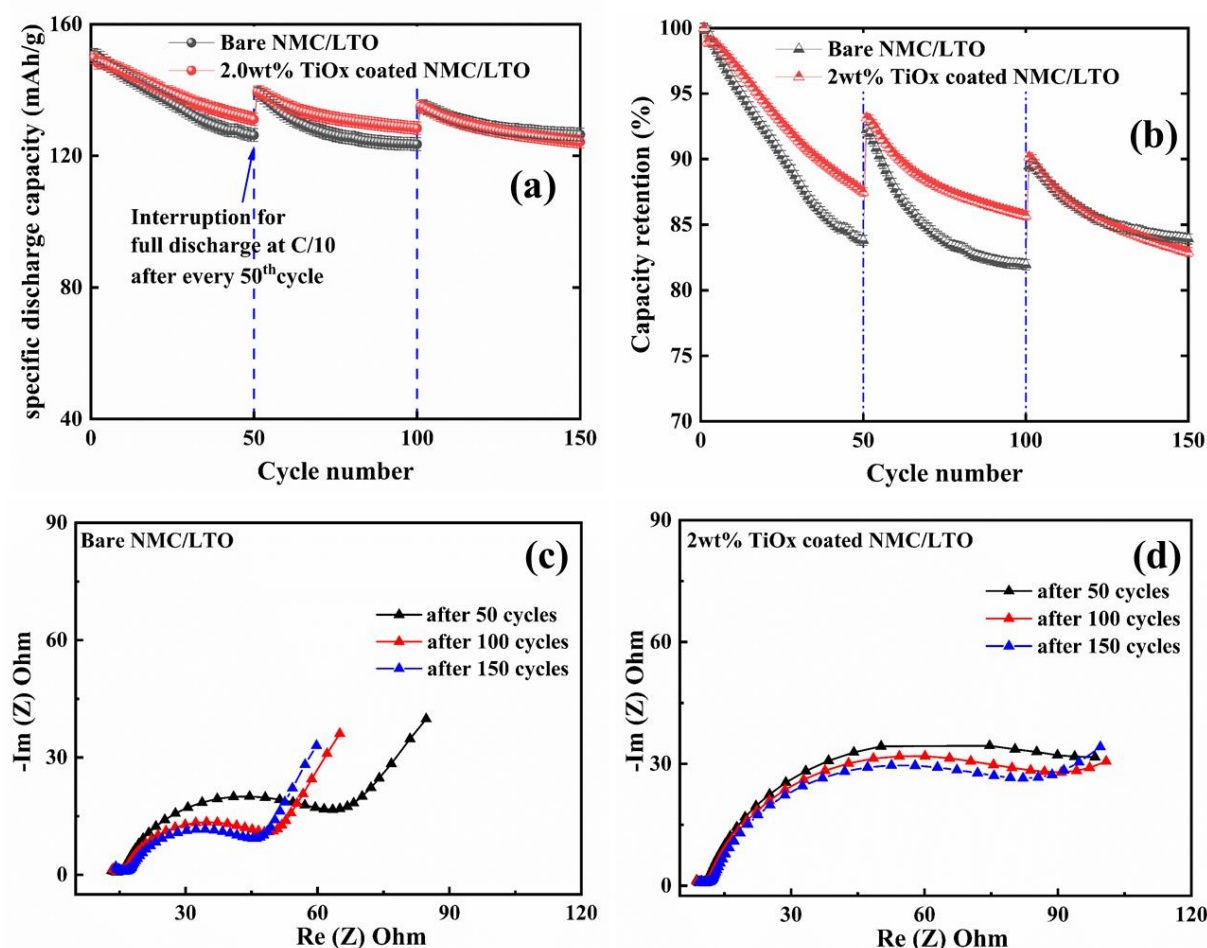 160
120
80
40
0
50
100
150
specific discharge capacity (mAh/g)
Cycle number
Bare NMC/LTO
2.0wt% TiOx coated NMC/LTO
(a)
Interruption for
full discharge at C/10
after every 50th cycle
100
95
90
85
80
75
70
0
50
100
150
Capacity retention (%)
Cycle number
Bare NMC/LTO
2wt% TiOx coated NMC/LTO
(b)
90
60
30
0
30
60
90
120
-Im (Z) Ohm
Re (Z) Ohm
Bare NMC/LTO
(c)
after 50 cycles
after 100 cycles
after 150 cycles
90
60
30
0
30
60
90
120
-Im (Z) Ohm
Re (Z) Ohm
2wt% TiOx coated NMC/LTO
(d)
after 50 cycles
after 100 cycles
after 150 cycles